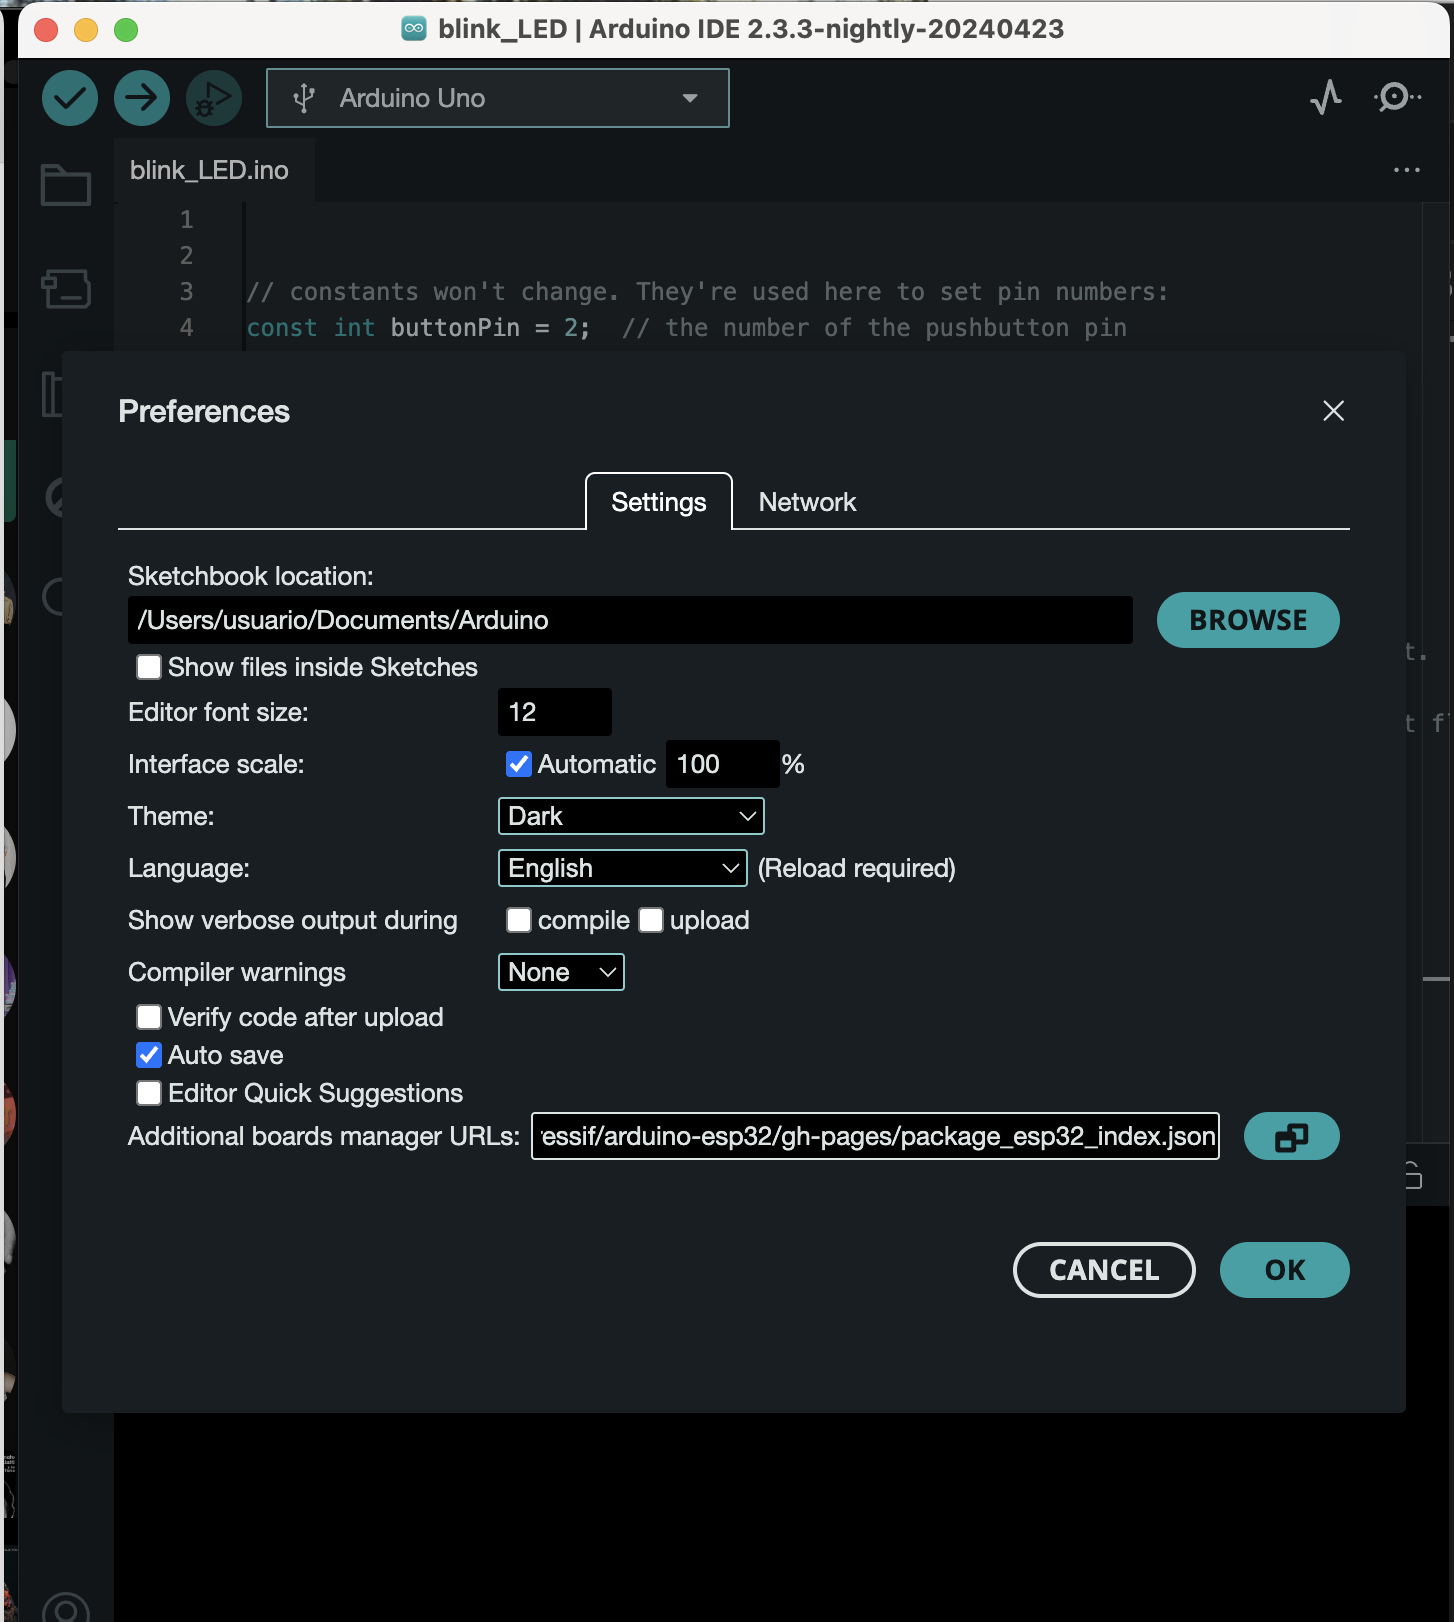 blink_LED | Arduino IDE 2.3.3-nightly-20240423
Arduino Uno
blink_LED.ino
1
2
3 // constants won't change. They're used here to set pin numbers:
4 const int buttonPin = 2;  // the number of the pushbutton pin
Preferences
Settings Network
Sketchbook location:
/Users/usuario/Documents/Arduino BROWSE
t.
Show files inside Sketches
Editor font size: 12
t f
Interface scale: Automatic 100 %
Theme: Dark
Language: English (Reload required)
Show verbose output during compile upload
Compiler warnings None
Verify code after upload
Auto save
Editor Quick Suggestions
Additional boards manager URLs: essif/arduino-esp32/gh-pages/package_esp32_index.json
CANCEL OK